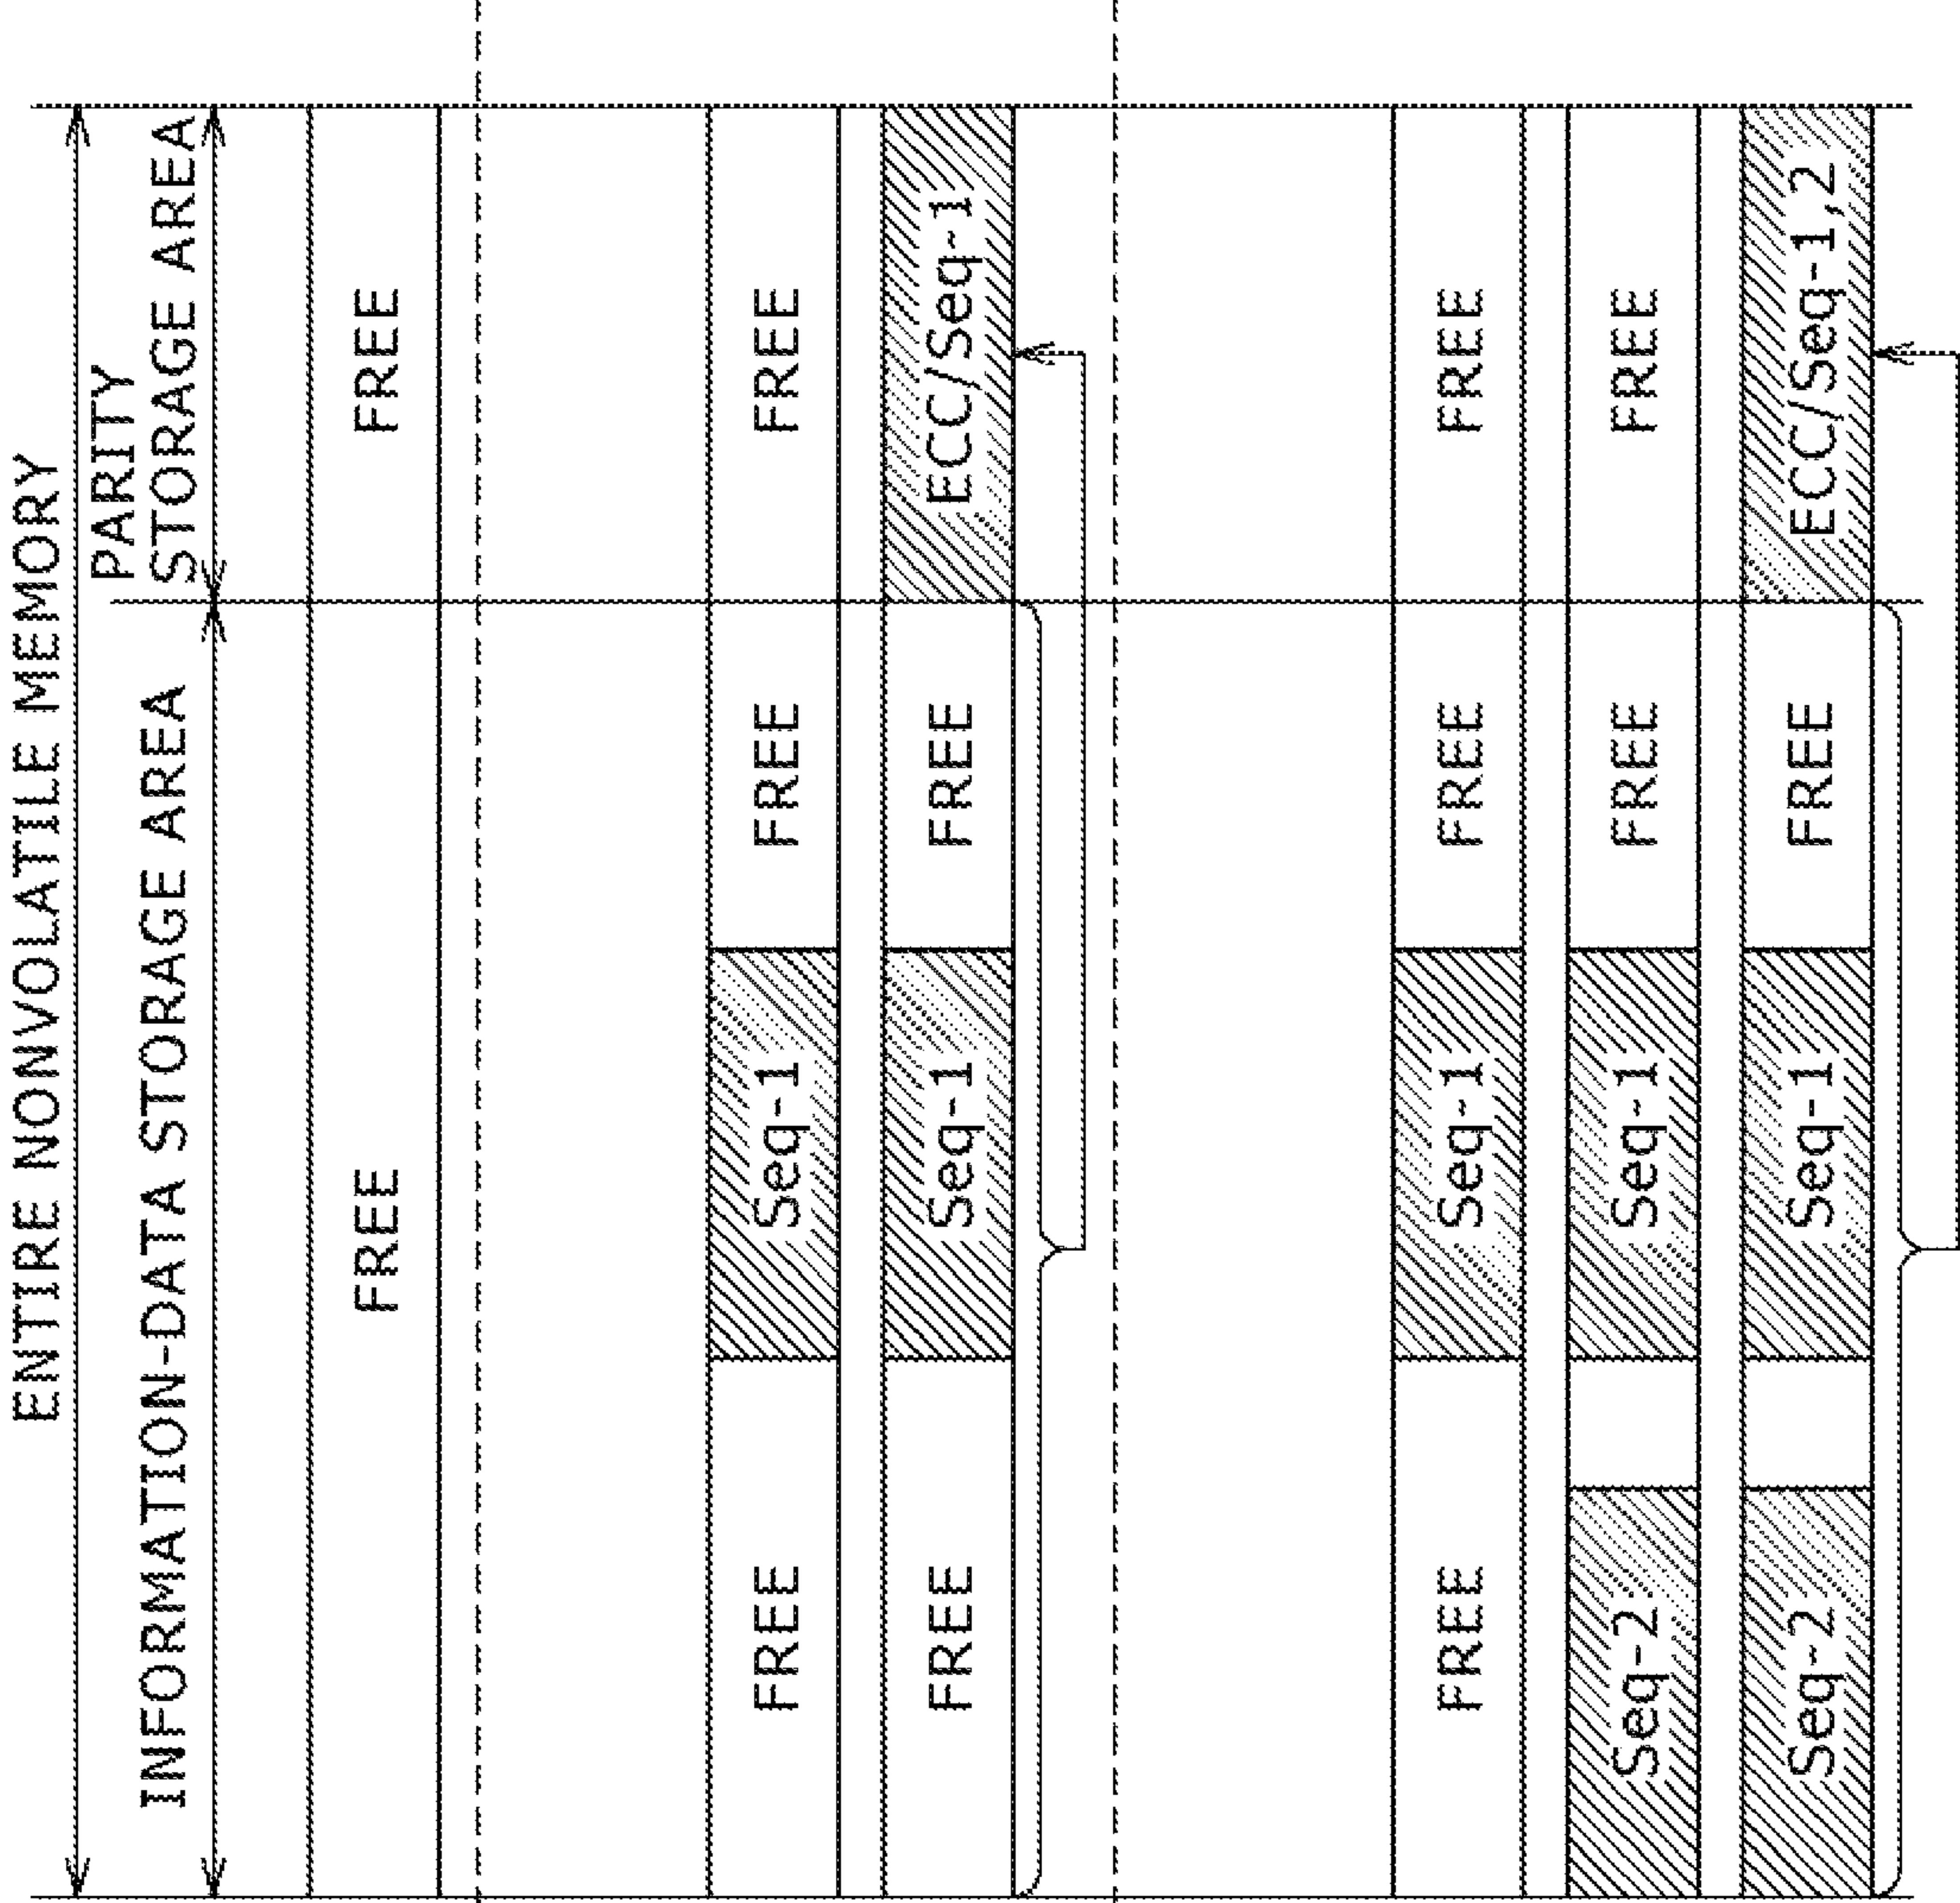 ENTIRE NONVOLATILE MEMORY
PARITY
INFORMATION-DATA STORAGE AREA
STORAGE AREA
FREE
FREE
FREE
Seq-1
FREE
FREE
FREE
Seq-1
FREE
ECC/Seq-1
FREE
Seq-1
FREE
FREE
Seq-2
Seq-1
FREE
FREE
Seq-2
Seq-1
FREE
ECC/Seq-1,2